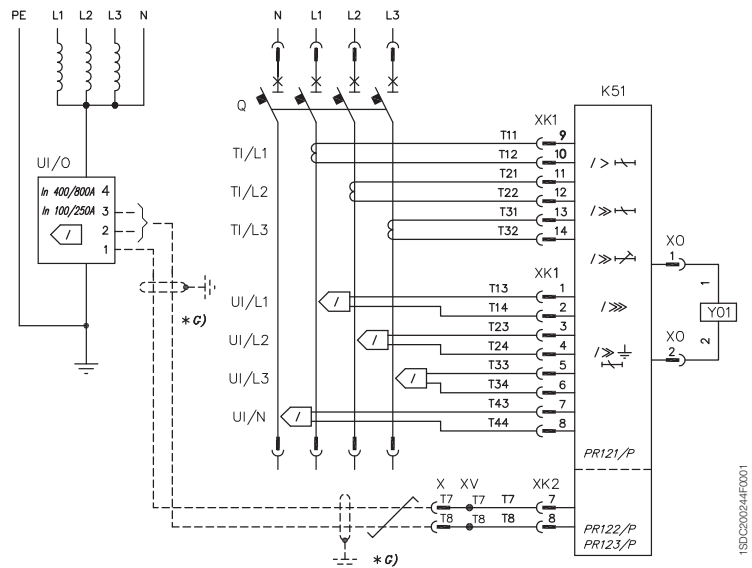 PE L1 L2 L3 N
N L1 L2 L3
K51
Q
XK1
UI/O
In 400/800A 4
In 100/250A 3
/ 2
1
TI/L1
T11 9
T12 10
/>
TI/L2
T21 11
T22 12
/≫
TI/L3
T31 13
T32 14
/≫
XO
1
1
Y01
2
XO
2
*G)
XK1
UI/L1
/
T13 1
T14 2
/⋙
UI/L2
/
T23 3
T24 4
/≫
UI/L3
/
T33 5
T34 6
UI/N
/
T43 7
T44 8
PR121/P
X XV XK2
T7 T7 T7 7
T8 T8 T8 8
PR122/P
PR123/P
*G)
1SDC200244F0001